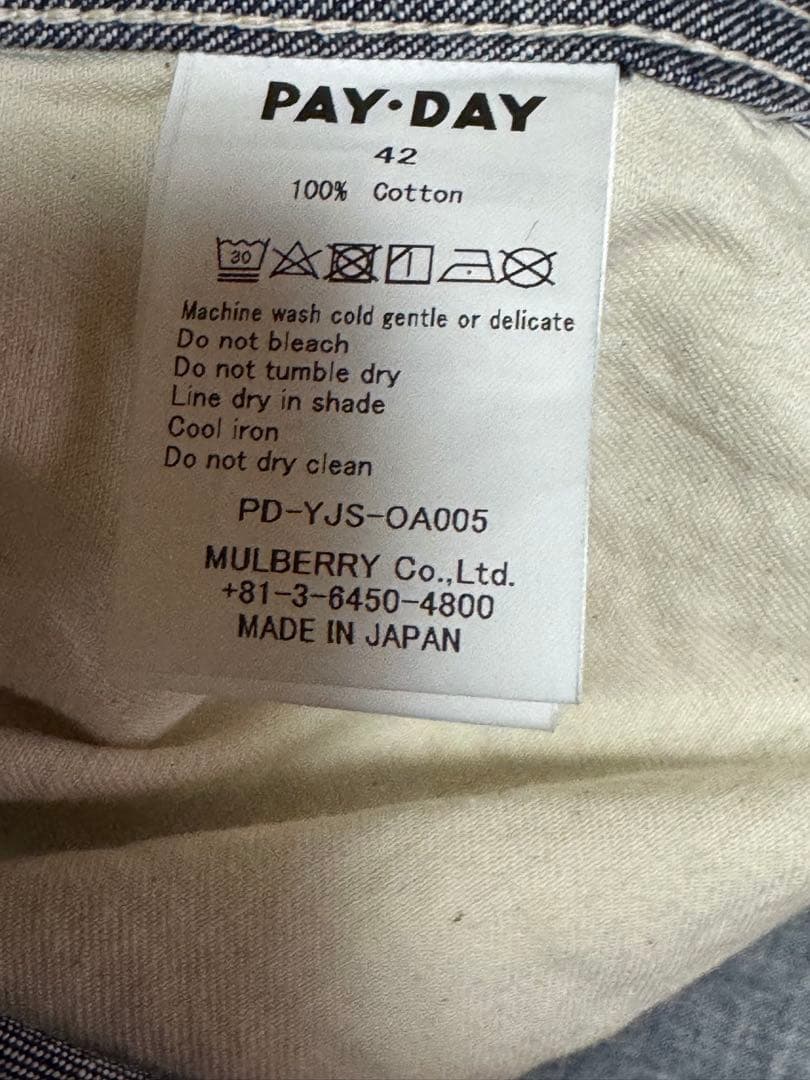 PAY·DAY
42
100% Cotton
30
Machine wash cold gentle or delicate
Do not bleach
Do not tumble dry
Line dry in shade
Cool iron
Do not dry clean
PD-YJS-OA005
MULBERRY Co.,Ltd.
+81-3-6450-4800
MADE IN JAPAN